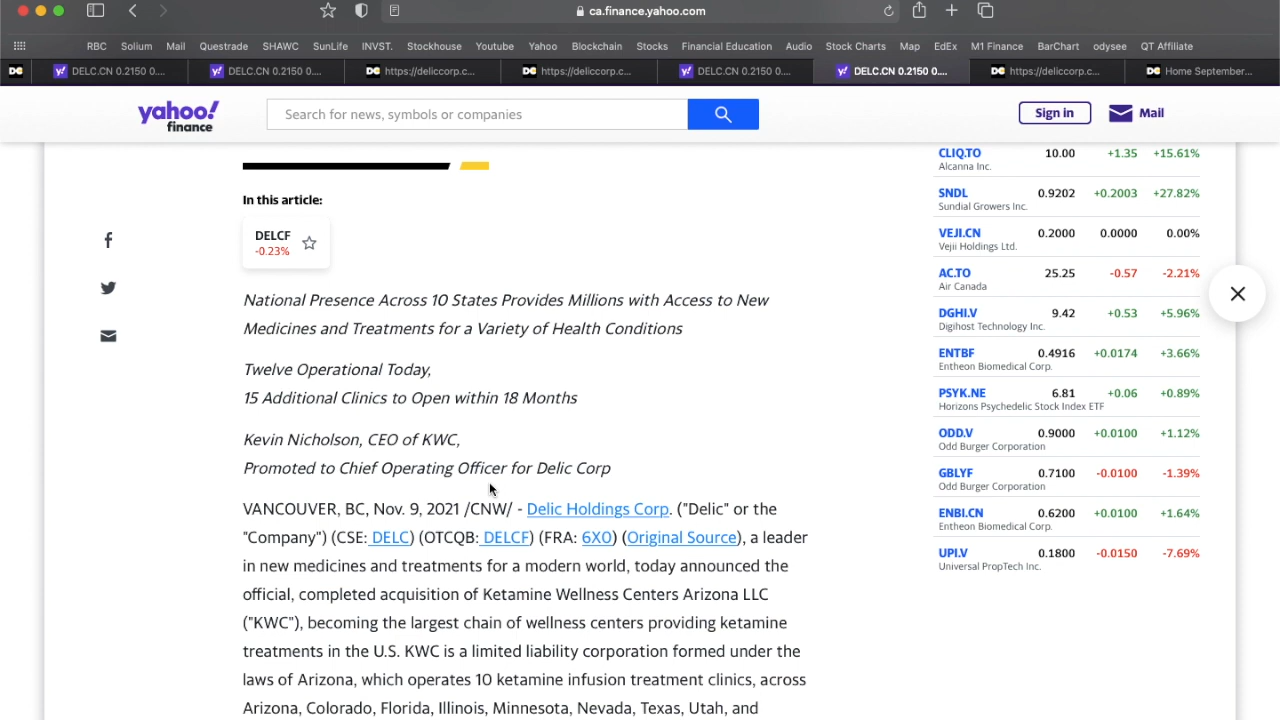 ca.finance.yahoo.com
RBC Solium Mail Questrade SHAWC SunLife INVST. Stockhouse Youtube Yahoo Blockchain Stocks Financial Education Audio Stock Charts Map EdEx M1 Finance BarChart odysee QT Affiliate
DC DELC.CN 0.2150 0.... DELC.CN 0.2150 0.... DC https://deliccorp.c... DC https://deliccorp.c... DELC.CN 0.2150 0.... DELC.CN 0.2150 0.... DC https://deliccorp.c... DC Home September...
yahoo!
finance
Search for news, symbols or companies
Sign in
Mail
In this article:
DELCF
-0.23%
National Presence Across 10 States Provides Millions with Access to New
Medicines and Treatments for a Variety of Health Conditions
Twelve Operational Today,
15 Additional Clinics to Open within 18 Months
Kevin Nicholson, CEO of KWC,
Promoted to Chief Operating Officer for Delic Corp
VANCOUVER, BC, Nov. 9, 2021 /CNW/ - Delic Holdings Corp. ("Delic" or the
"Company") (CSE: DELC) (OTCQB: DELCF) (FRA: 6X0) (Original Source), a leader
in new medicines and treatments for a modern world, today announced the
official, completed acquisition of Ketamine Wellness Centers Arizona LLC
("KWC"), becoming the largest chain of wellness centers providing ketamine
treatments in the U.S. KWC is a limited liability corporation formed under the
laws of Arizona, which operates 10 ketamine infusion treatment clinics, across
Arizona, Colorado, Florida, Illinois, Minnesota, Nevada, Texas, Utah, and
CLIQ.TO 10.00 +1.35 +15.61%
Alcanna Inc.
SNDL 0.9202 +0.2003 +27.82%
Sundial Growers Inc.
VEJI.CN 0.2000 0.0000 0.00%
Vejii Holdings Ltd.
AC.TO 25.25 -0.57 -2.21%
Air Canada
DGHI.V 9.42 +0.53 +5.96%
Digihost Technology Inc.
ENTBF 0.4916 +0.0174 +3.66%
Entheon Biomedical Corp.
PSYK.NE 6.81 +0.06 +0.89%
Horizons Psychedelic Stock Index ETF
ODD.V 0.9000 +0.0100 +1.12%
Odd Burger Corporation
GBLYF 0.7100 -0.0100 -1.39%
Odd Burger Corporation
ENBI.CN 0.6200 +0.0100 +1.64%
Entheon Biomedical Corp.
UPI.V 0.1800 -0.0150 -7.69%
Universal PropTech Inc.